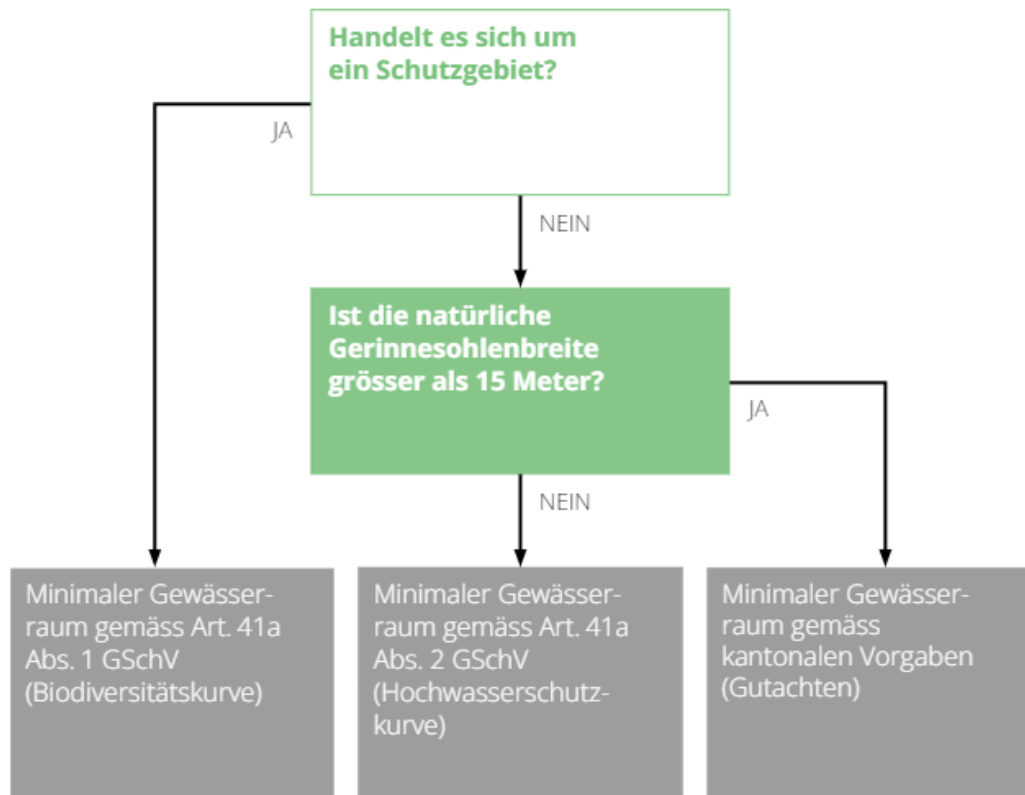 Handelt es sich um
ein Schutzgebiet?
JA
NEIN
Ist die natürliche
Gerinnesohlenbreite
grösser als 15 Meter?
JA
NEIN
Minimaler Gewässer-
raum gemäss Art. 41a
Abs. 1 GSchV
(Biodiversitätskurve)
Minimaler Gewässer-
raum gemäss Art. 41a
Abs. 2 GSchV
(Hochwasserschutz-
kurve)
Minimaler Gewässer-
raum gemäss
kantonalen Vorgaben
(Gutachten)